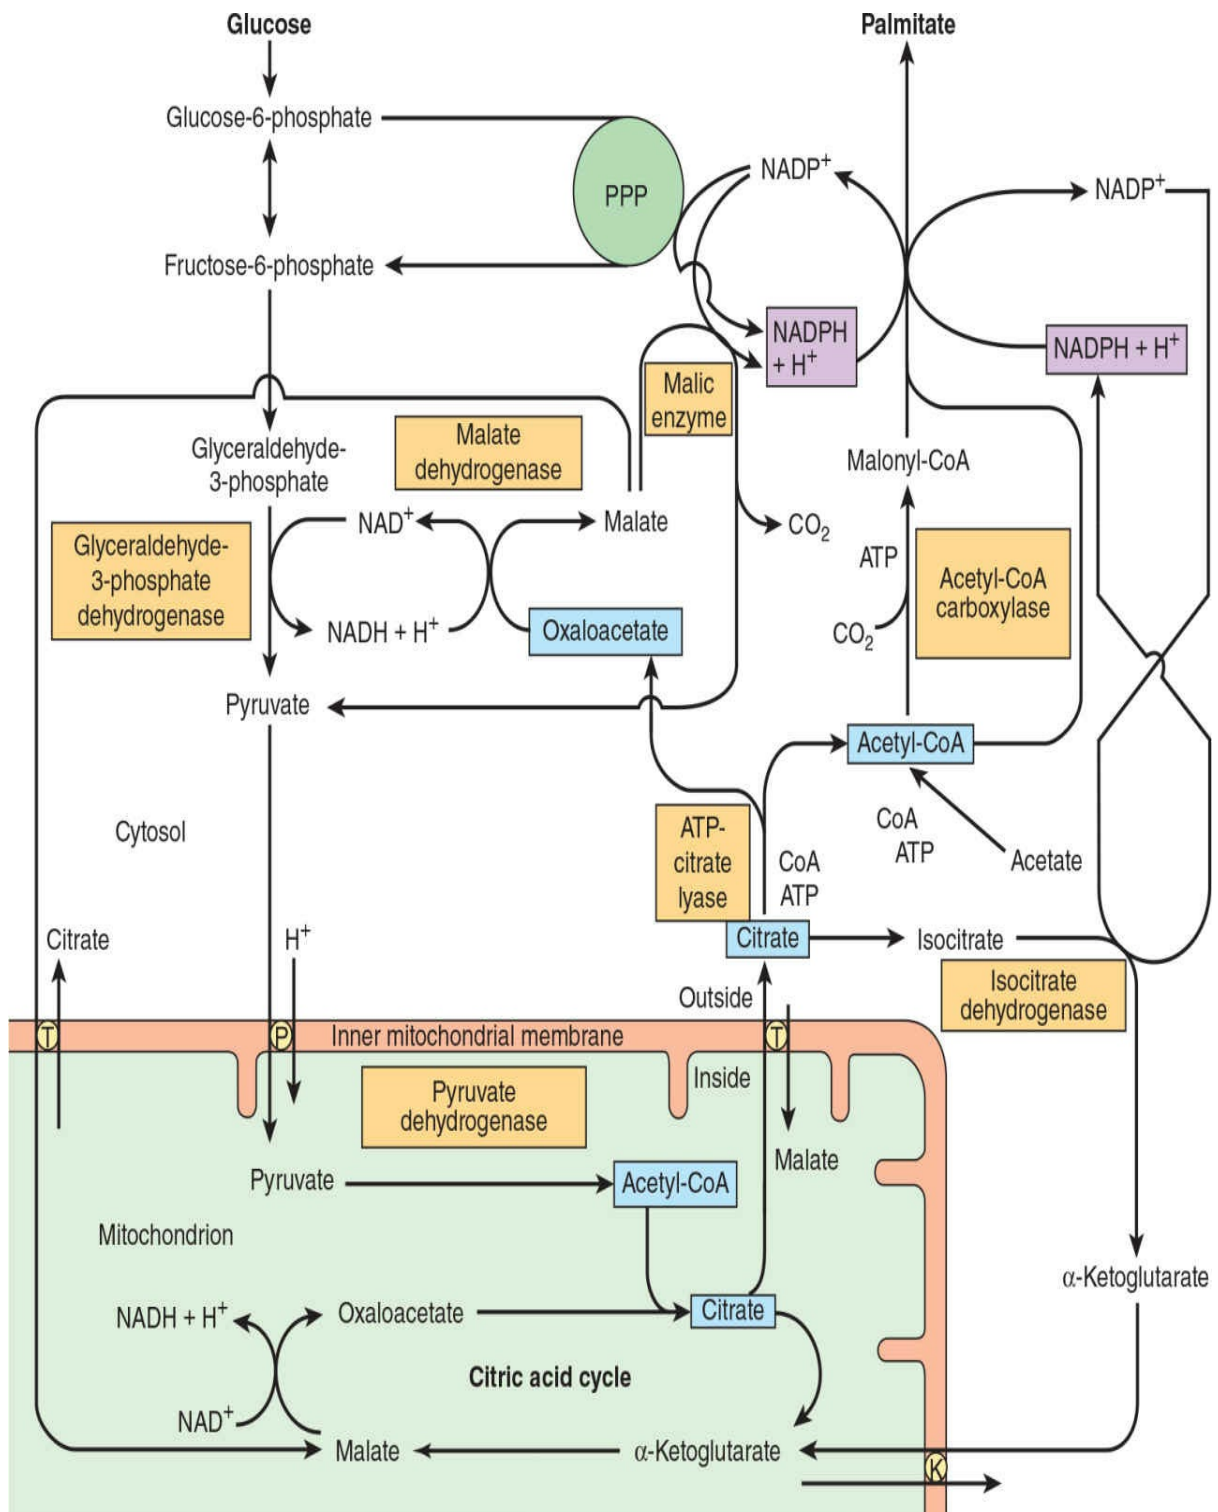 Glucose
Palmitate
Glucose-6-phosphate
PPP
NADP+
NADP+
Fructose-6-phosphate
NADPH
+ H+
NADPH + H+
Malic
enzyme
Malate
dehydrogenase
Glyceraldehyde-
3-phosphate
Malonyl-CoA
NAD+
Malate
CO2
Glyceraldehyde-
3-phosphate
dehydrogenase
ATP
Acetyl-CoA
carboxylase
NADH + H+
Oxaloacetate
CO2
Pyruvate
Acetyl-CoA
Cytosol
ATP-
citrate
lyase
CoA
ATP
CoA
ATP
Acetate
Citrate
H+
Citrate
Isocitrate
Isocitrate
dehydrogenase
Outside
T
P
Inner mitochondrial membrane
T
Inside
Pyruvate
dehydrogenase
Malate
Pyruvate
Acetyl-CoA
Mitochondrion
α-Ketoglutarate
NADH + H+
Oxaloacetate
Citrate
Citric acid cycle
NAD+
Malate
α-Ketoglutarate
K